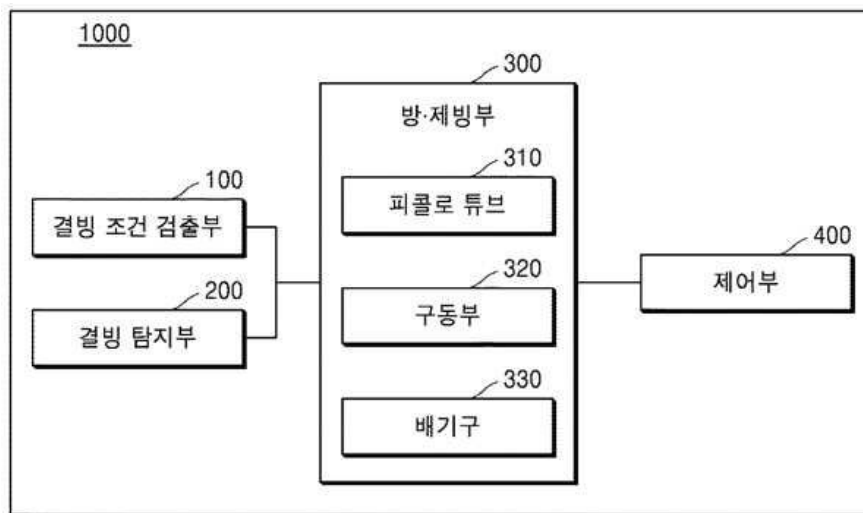 1000
300
방·제빙부
310
피콜로 튜브
100
결빙 조건 검출부
200
결빙 탐지부
320
구동부
330
배기구
400
제어부